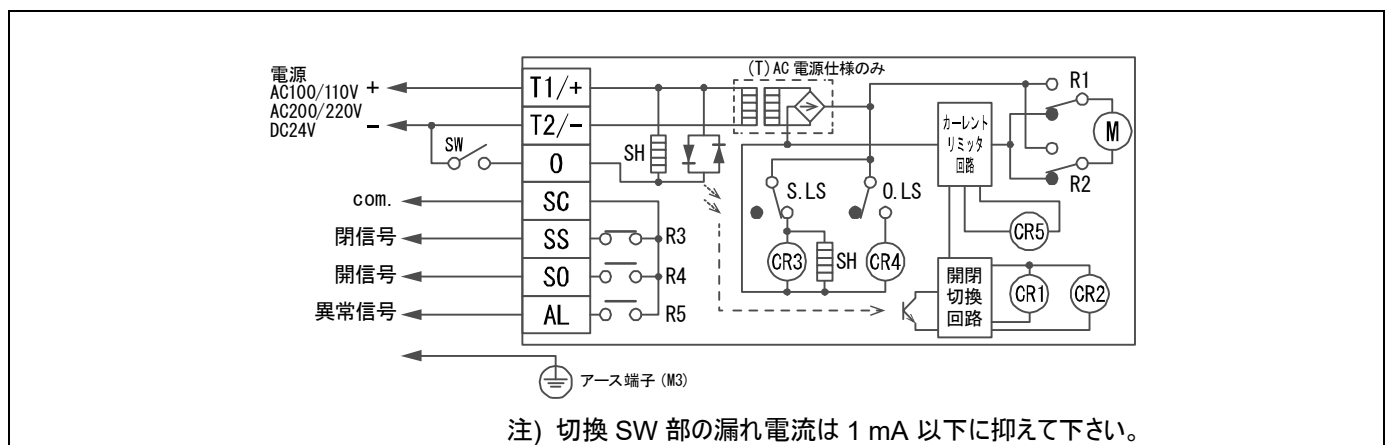 (T) AC 電源仕様のみ
電源
AC100/110V +
AC200/220V
DC24V −
SW
com.
閉信号
開信号
異常信号
T1/+
T2/-
O
SC
SS
SO
AL
R3
R4
R5
SH
S.LS
O.LS
CR3
SH
CR4
カーレント
リミッタ
回路
R1
M
R2
CR5
開閉
切換
回路
CR1
CR2
アース端子 (M3)
注) 切換 SW 部の漏れ電流は 1 mA 以下に抑えて下さい。